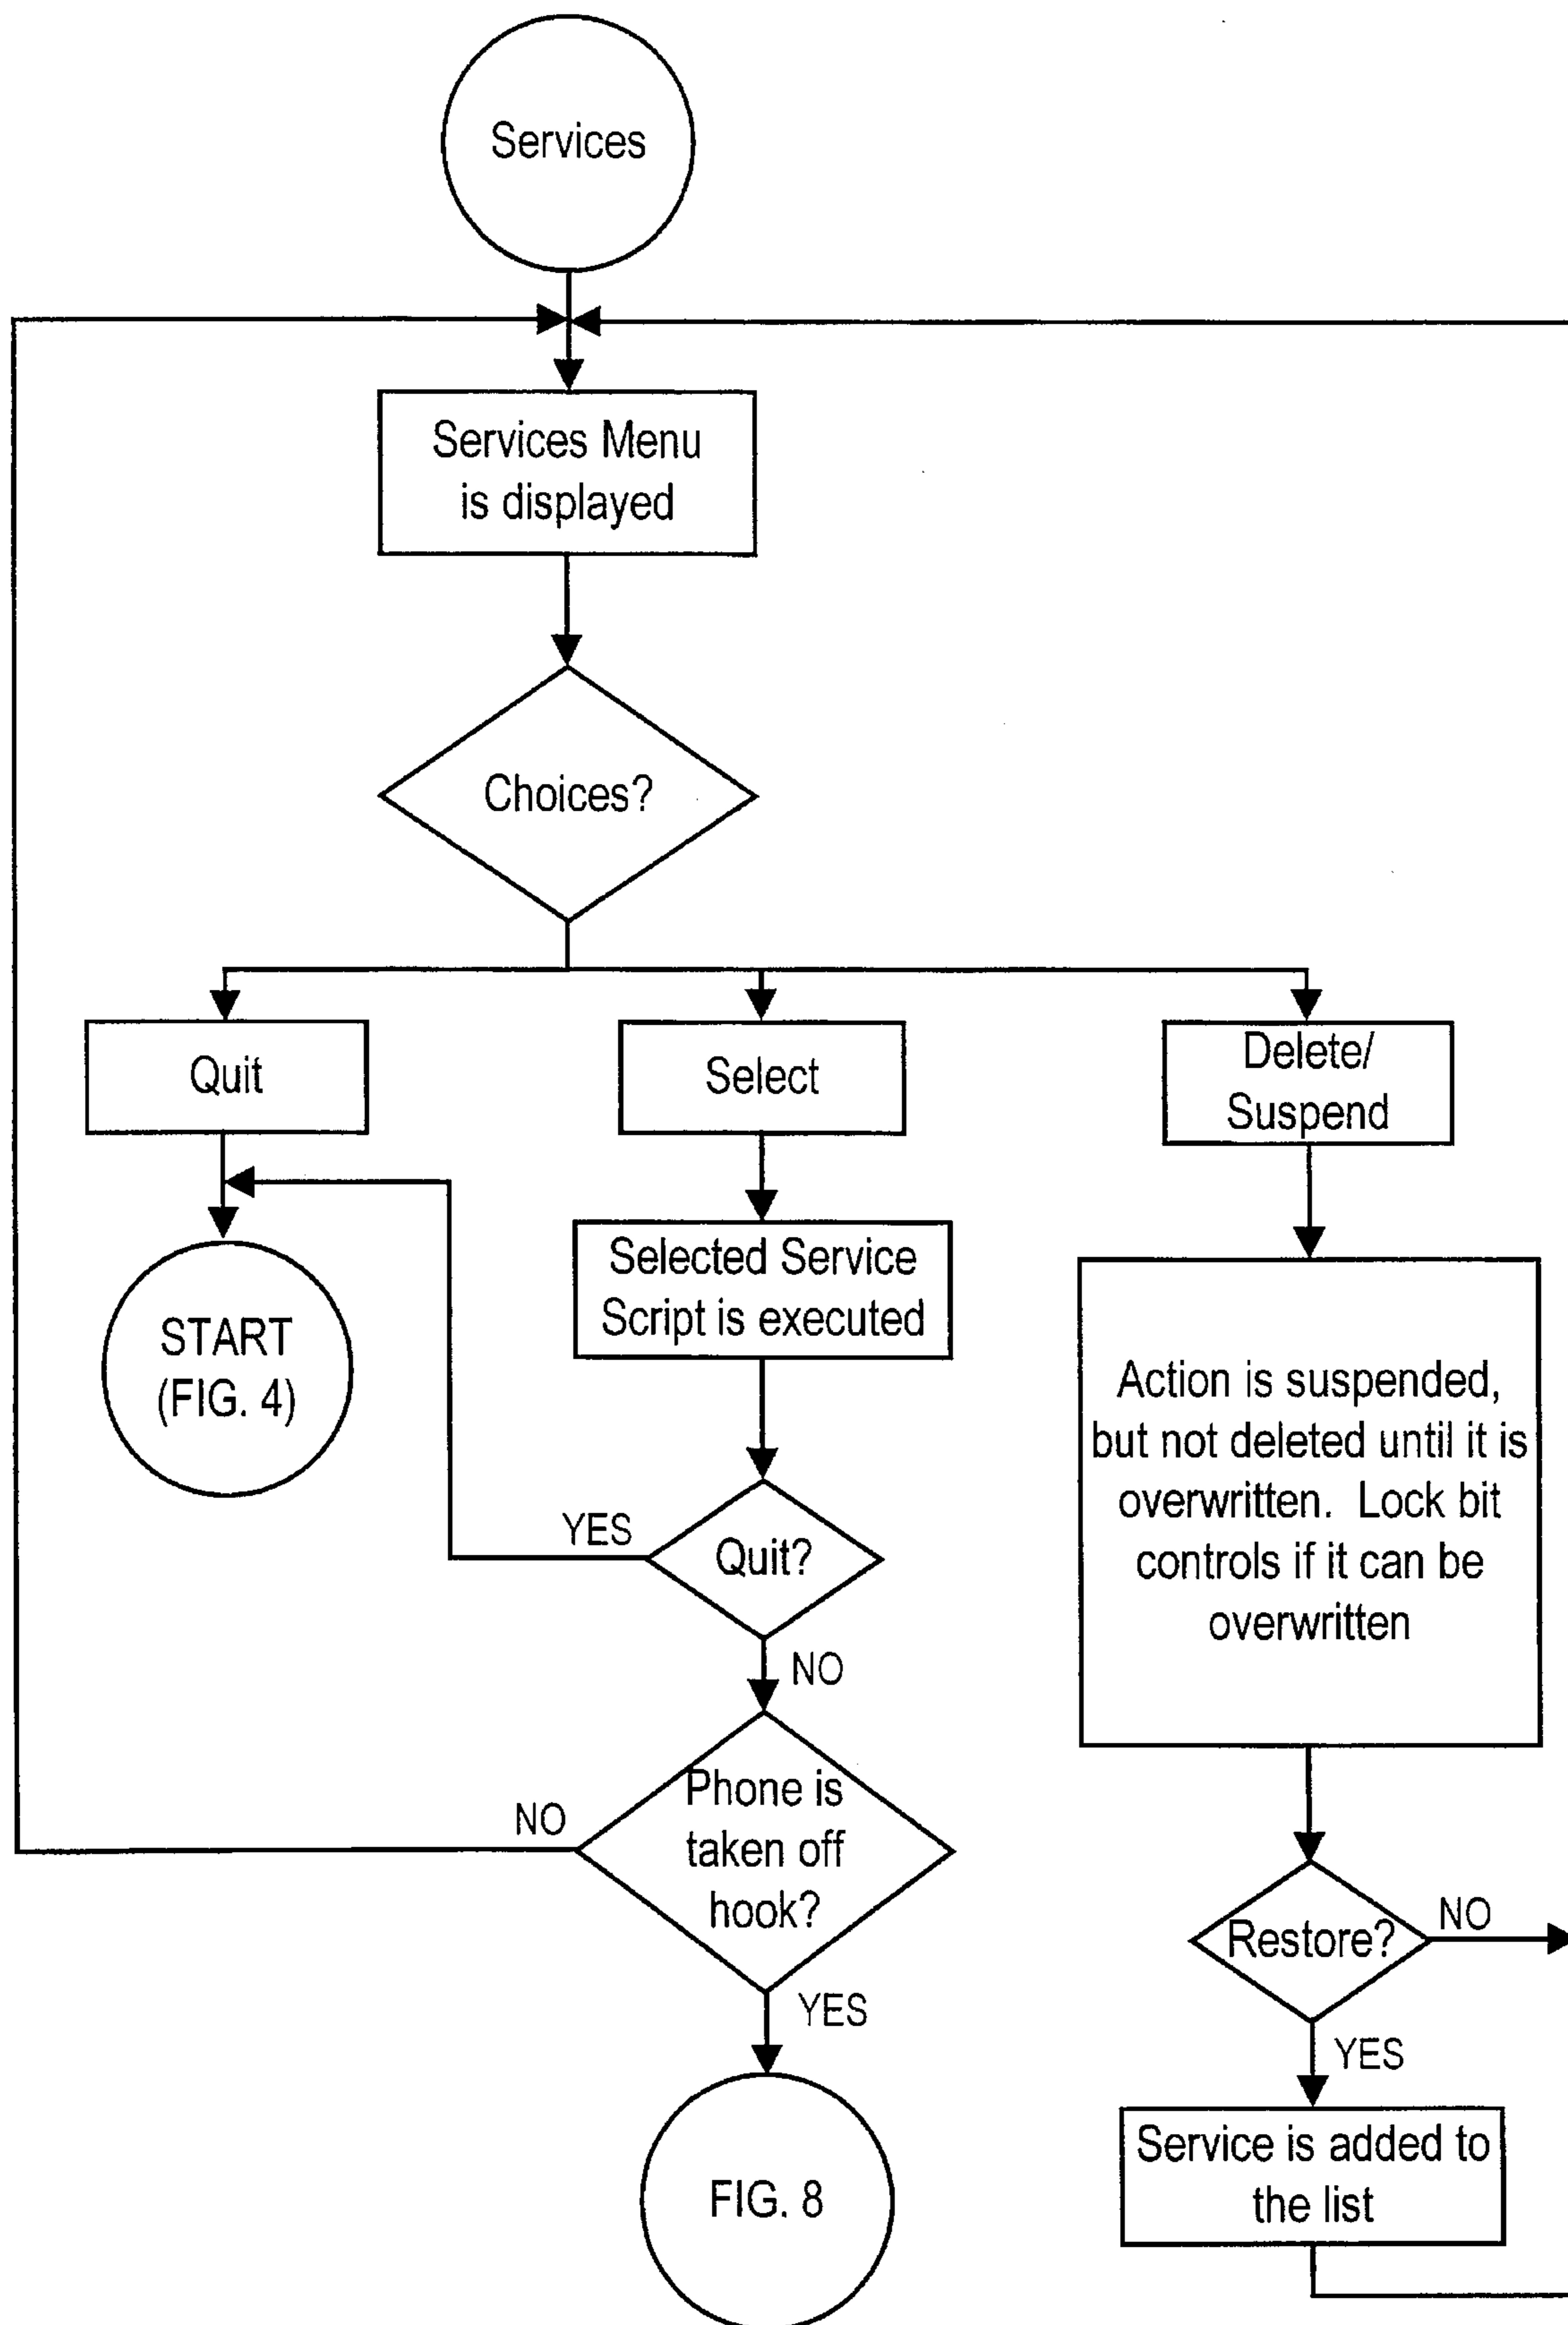 Services
Services Menu
is displayed
Choices?
Quit
Select
Delete/
Suspend
START
(FIG. 4)
Selected Service
Script is executed
Action is suspended,
but not deleted until it is
overwritten. Lock bit
controls if it can be
overwritten
YES
Quit?
NO
NO
Phone is
taken off
hook?
YES
FIG. 8
Restore?
NO
YES
Service is added to
the list